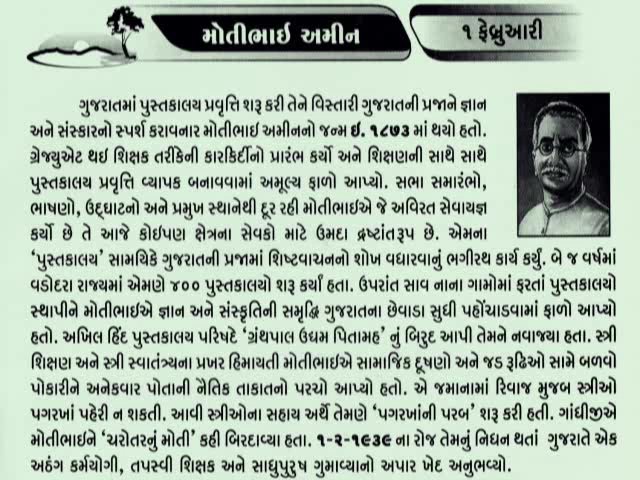 મોતીભાઇ અમીન
૧ ફેબ્રુઆરી
ગુજરાતમાં પુસ્તકાલય પ્રવૃત્તિ શરૂ કરી તેને વિસ્તારી ગુજરાતની પ્રજાને જ્ઞાન
અને સંસ્કારનો સ્પર્શ કરાવનાર મોતીભાઇ અમીનનો જન્મ ઇ. ૧૮૭૩ માં થયો હતો.
ગ્રેજ્યુએટ થઇ શિક્ષક તરીકેની કારકિર્દીનો પ્રારંભ કર્યો અને શિક્ષણની સાથે સાથે
પુસ્તકાલય પ્રવૃત્તિ વ્યાપક બનાવવામાં અમૂલ્ય ફાળો આપ્યો. સભા સમારંભો,
ભાષણો, ઉદ્ઘાટનો અને પ્રમુખ સ્થાનેથી દૂર રહી મોતીભાઇએ જે અવિરત સેવાયજ્ઞ
કર્યો છે તે આજે કોઇપણ ક્ષેત્રના સેવકો માટે ઉમદા દ્રષ્ટાંતરૂપ છે. એમના
‘પુસ્તકાલય’ સામયિકે ગુજરાતની પ્રજામાં શિષ્ટવાચનનો શોખ વધારવાનું ભગીરથ કાર્ય કર્યું. બે જ વર્ષમાં
વડોદરા રાજ્યમાં એમણે ૪૦૦ પુસ્તકાલયો શરૂ કર્યાં હતા. ઉપરાંત સાવ નાના ગામોમાં ફરતાં પુસ્તકાલયો
સ્થાપીને મોતીભાઈએ જ્ઞાન અને સંસ્કૃતિની સમૃદ્ધિ ગુજરાતના છેવાડા સુધી પહોંચાડવામાં ફાળો આપ્યો
હતો. અખિલ હિંદ પુસ્તકાલય પરિષદે ‘ગ્રંથપાલ ઉદ્યમ પિતામહ’ નું બિરુદ આપી તેમને નવાજ્યા હતા. સ્ત્રી
શિક્ષણ અને સ્ત્રી સ્વાતંત્ર્યના પ્રખર હિમાયતી મોતીભાઈએ સામાજિક દૂષણો અને જડ રૂઢિઓ સામે બળવો
પોકારીને અનેકવાર પોતાની નૈતિક તાકાતનો પરચો આપ્યો હતો. એ જમાનામાં રિવાજ મુજબ સ્ત્રીઓ
પગરખાં પહેરી ન શકતી. આવી સ્ત્રીઓના સહાય અર્થે તેમણે ‘પગરખાંની પરબ’ શરૂ કરી હતી. ગાંધીજીએ
મોતીભાઈને ‘ચરોતરનું મોતી’ કહી બિરદાવ્યા હતા. ૧-૨-૧૯૩૯ ના રોજ તેમનું નિધન થતાં ગુજરાતે એક
અઠંગ કર્મયોગી, તપસ્વી શિક્ષક અને સાધુપુરુષ ગુમાવ્યાનો અપાર ખેદ અનુભવ્યો.